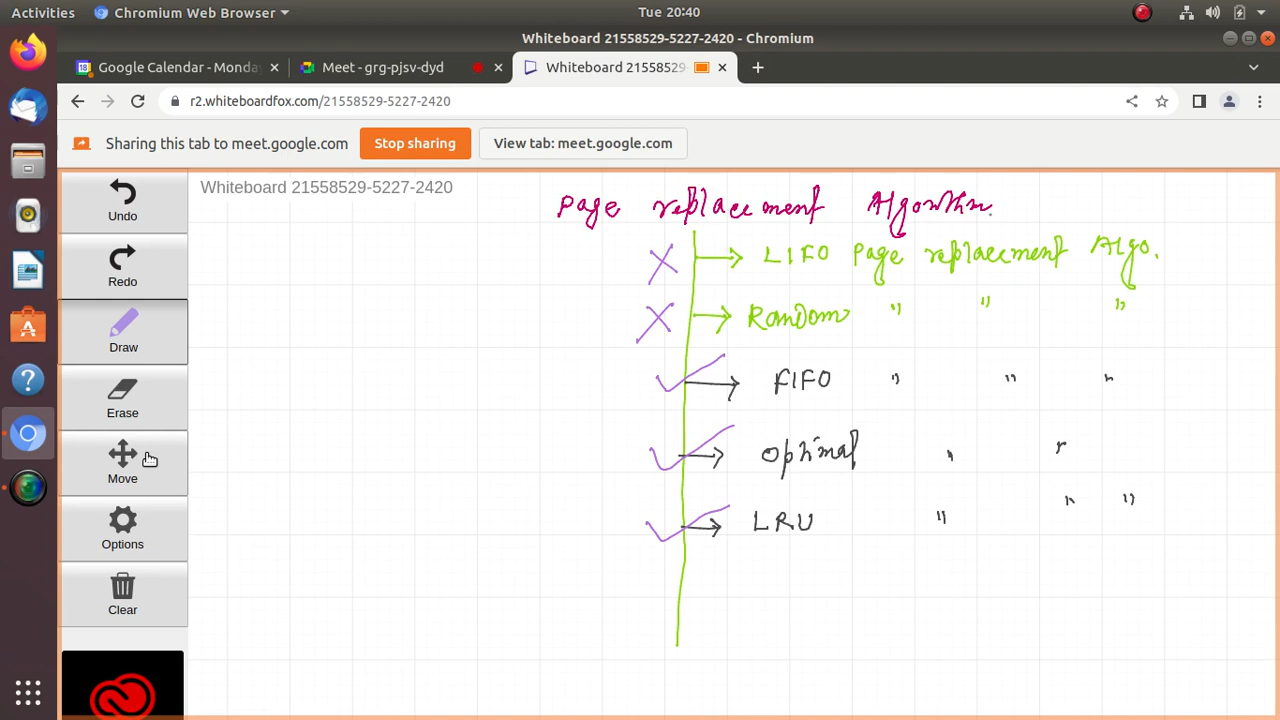 Activities Chromium Web Browser Tue 20:40
Whiteboard 21558529-5227-2420 - Chromium
Google Calendar - Monda Meet - grg-pjsv-dyd Whiteboard 21558529-
r2.whiteboardfox.com/21558529-5227-2420
Sharing this tab to meet.google.com Stop sharing View tab: meet.google.com
Whiteboard 21558529-5227-2420
Undo
Redo
Draw
Erase
Move
Options
Clear
Page replacement Algorithm.
LIFO Page replacement Algo.
Random " " "
FIFO " " "
Optimal " "
LRU " " "